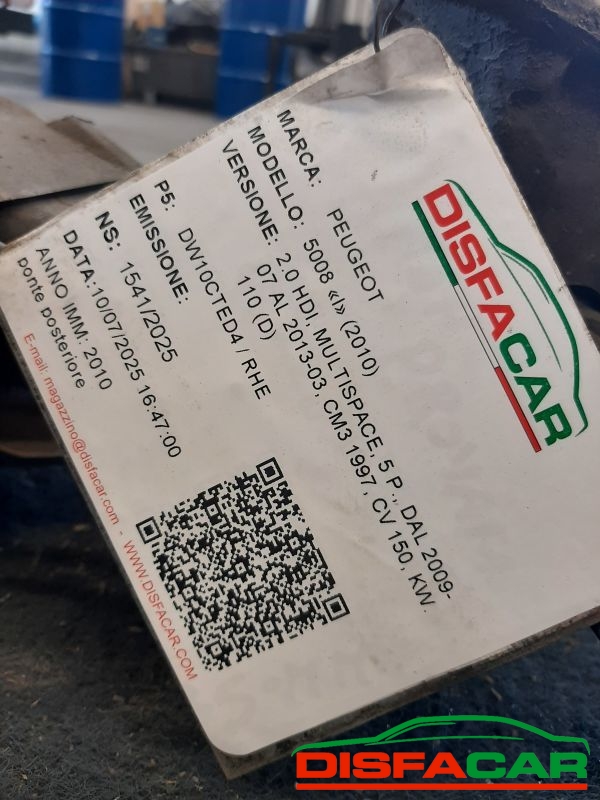 DISFACAR
MARCA: PEUGEOT
MODELLO: 5008 «I» (2010)
VERSIONE: 2.0 HDI, MULTISPACE, 5 P., DAL 2009-
07 AL 2013-03, CM3 1997, CV 150, KW.
110 (D)
P5: DW10CTED4 / RHE
EMISSIONE:
NS: 1541/2025
DATA:10/07/2025 16:47:00
ANNO IMM: 2010
ponte posteriore
E-mail: magazzino@disfacar.com - WWW.DISFACAR.COM
DISFACAR